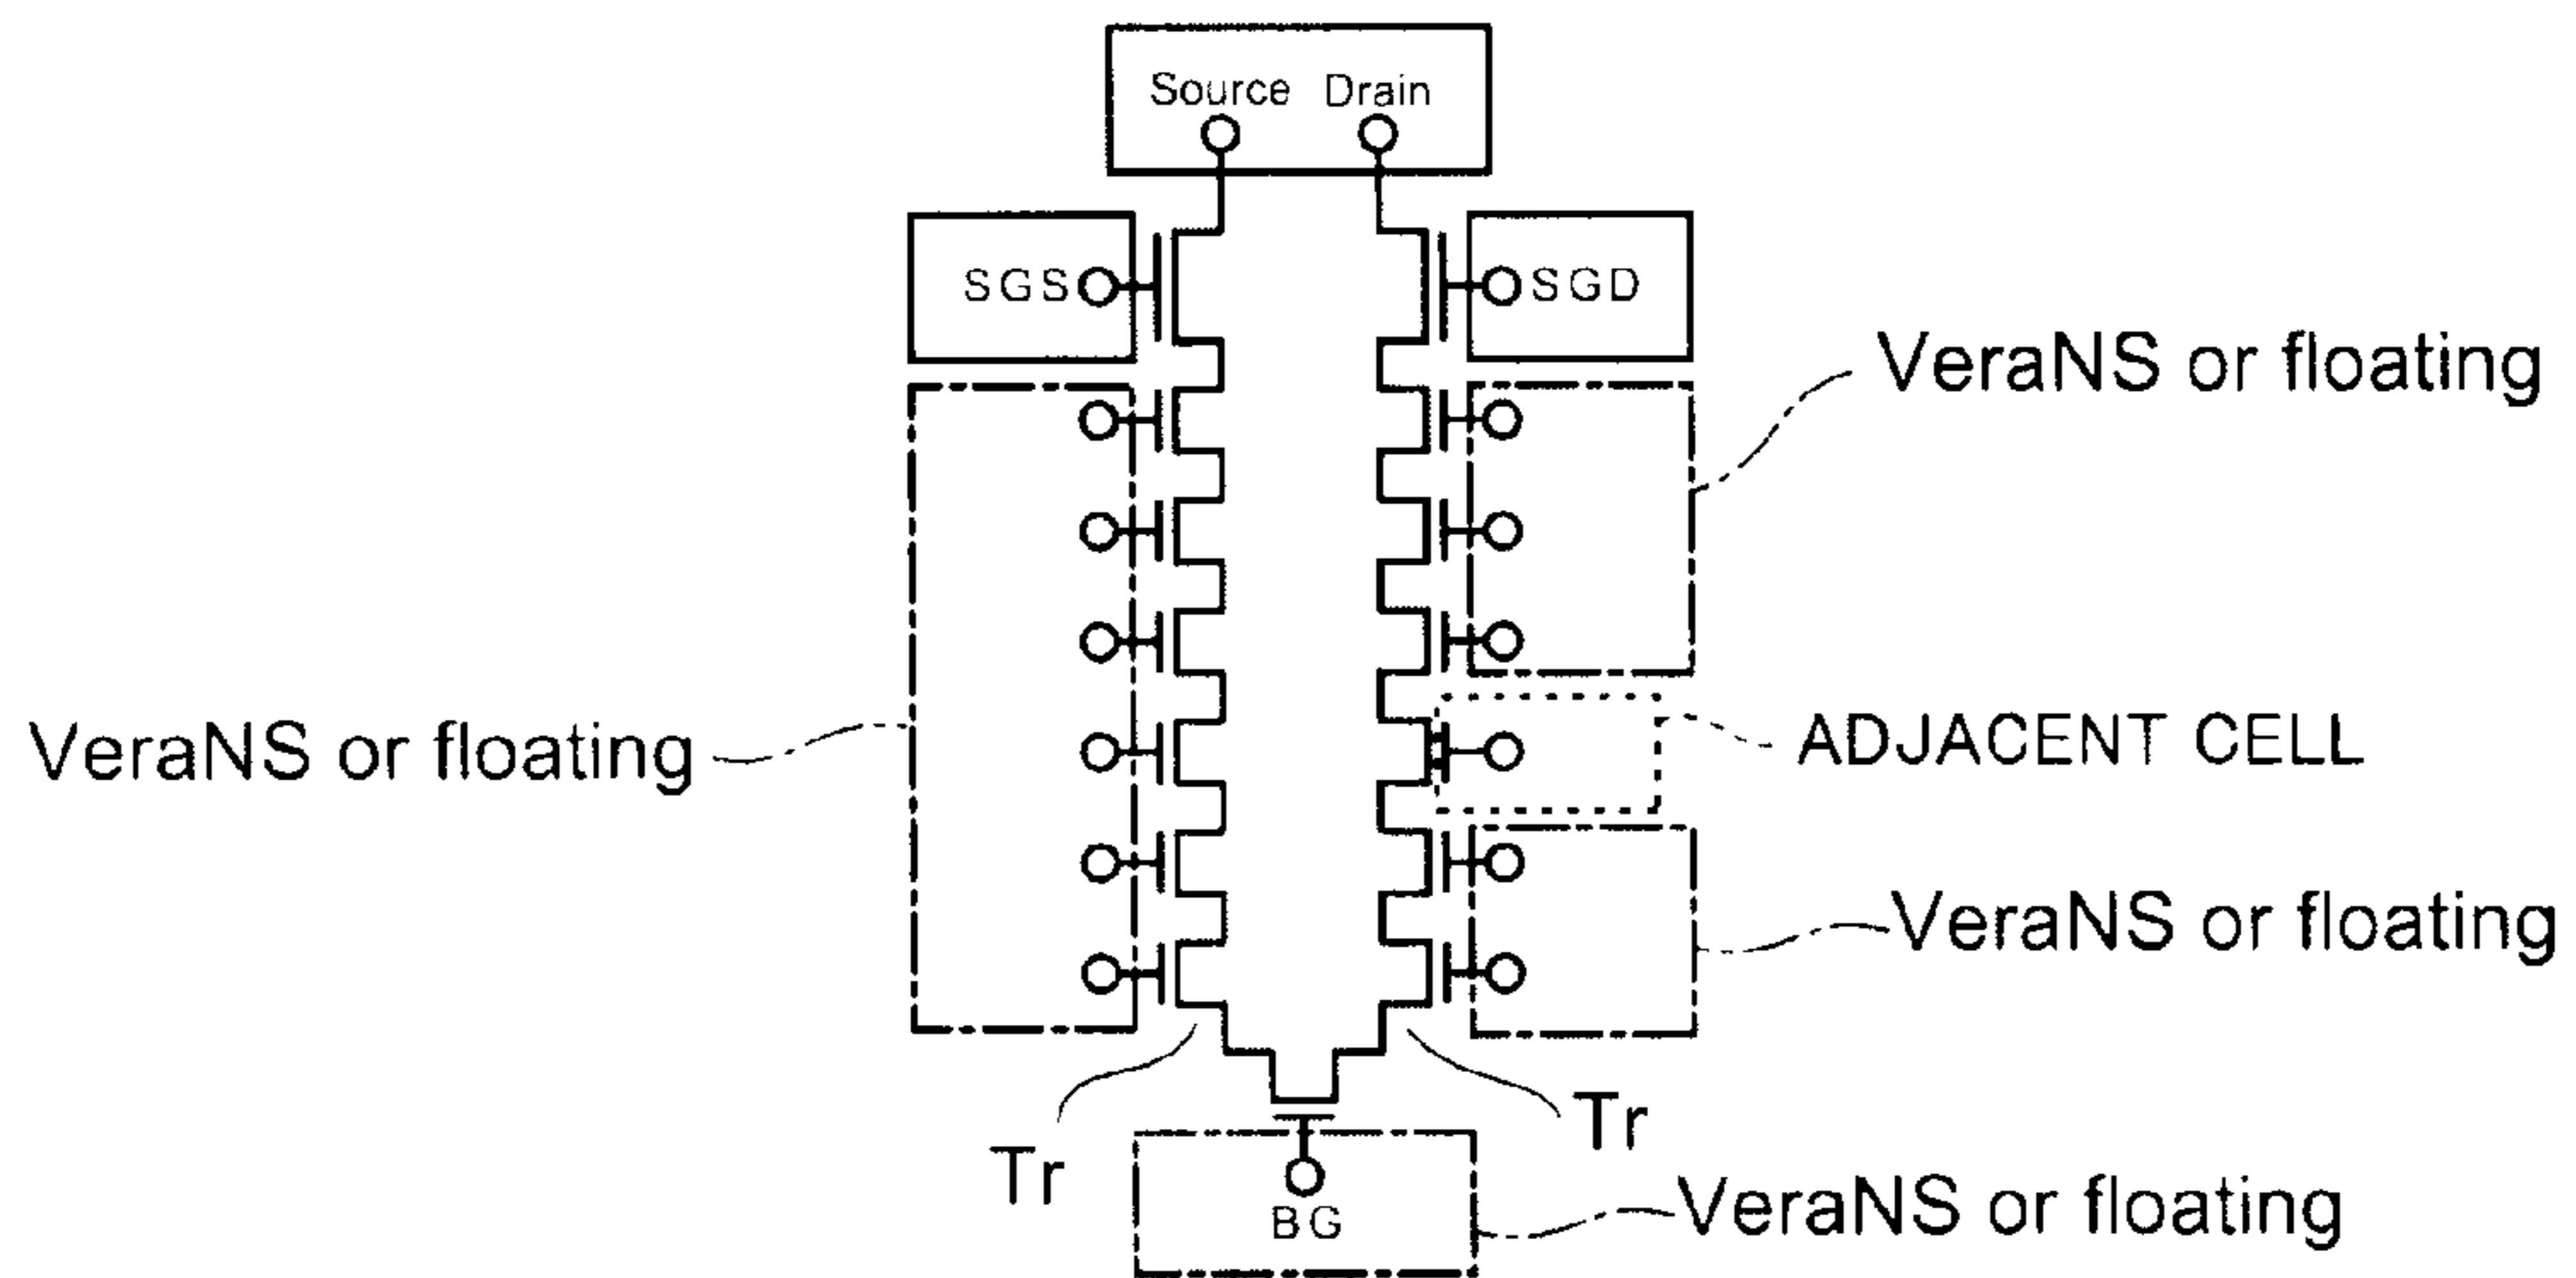 Source Drain
SGS
SGD
VeraNS or floating
VeraNS or floating
ADJACENT CELL
VeraNS or floating
Tr
Tr
BG
VeraNS or floating